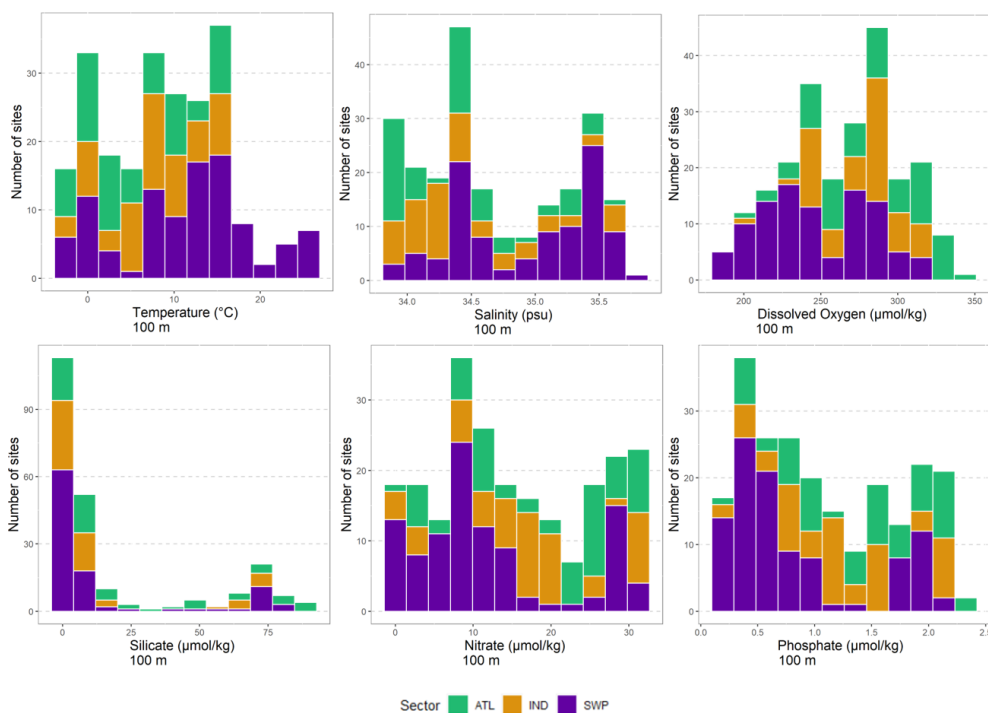 Number of sites
30
20
10
0
0
10
20
Temperature (°C)
100 m
Number of sites
40
30
20
10
0
34.0
34.5
35.0
35.5
Salinity (psu)
100 m
Number of sites
40
30
20
10
0
200
250
300
350
Dissolved Oxygen (µmol/kg)
100 m
Number of sites
90
60
30
0
0
25
50
75
Silicate (µmol/kg)
100 m
Number of sites
30
20
10
0
0
10
20
30
Nitrate (µmol/kg)
100 m
Number of sites
30
20
10
0
0.0
0.5
1.0
1.5
2.0
2.5
Phosphate (µmol/kg)
100 m
Sector ATL IND SWP